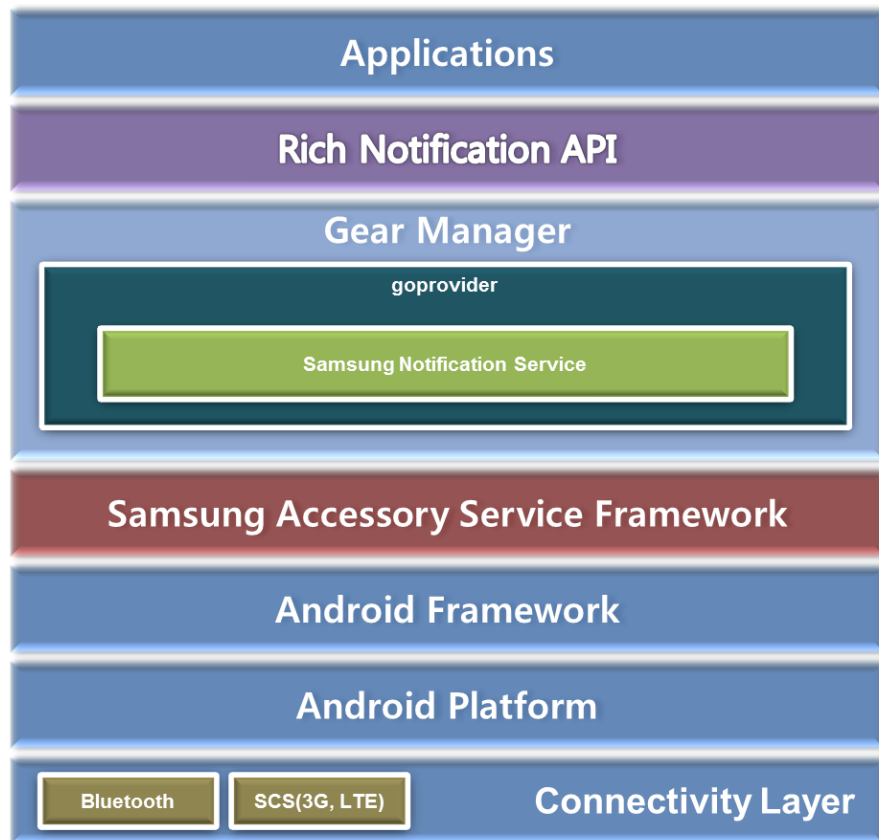 Applications
Rich Notification API
Gear Manager
goprovider
Samsung Notification Service
Samsung Accessory Service Framework
Android Framework
Android Platform
Bluetooth
SCS(3G, LTE)
Connectivity Layer